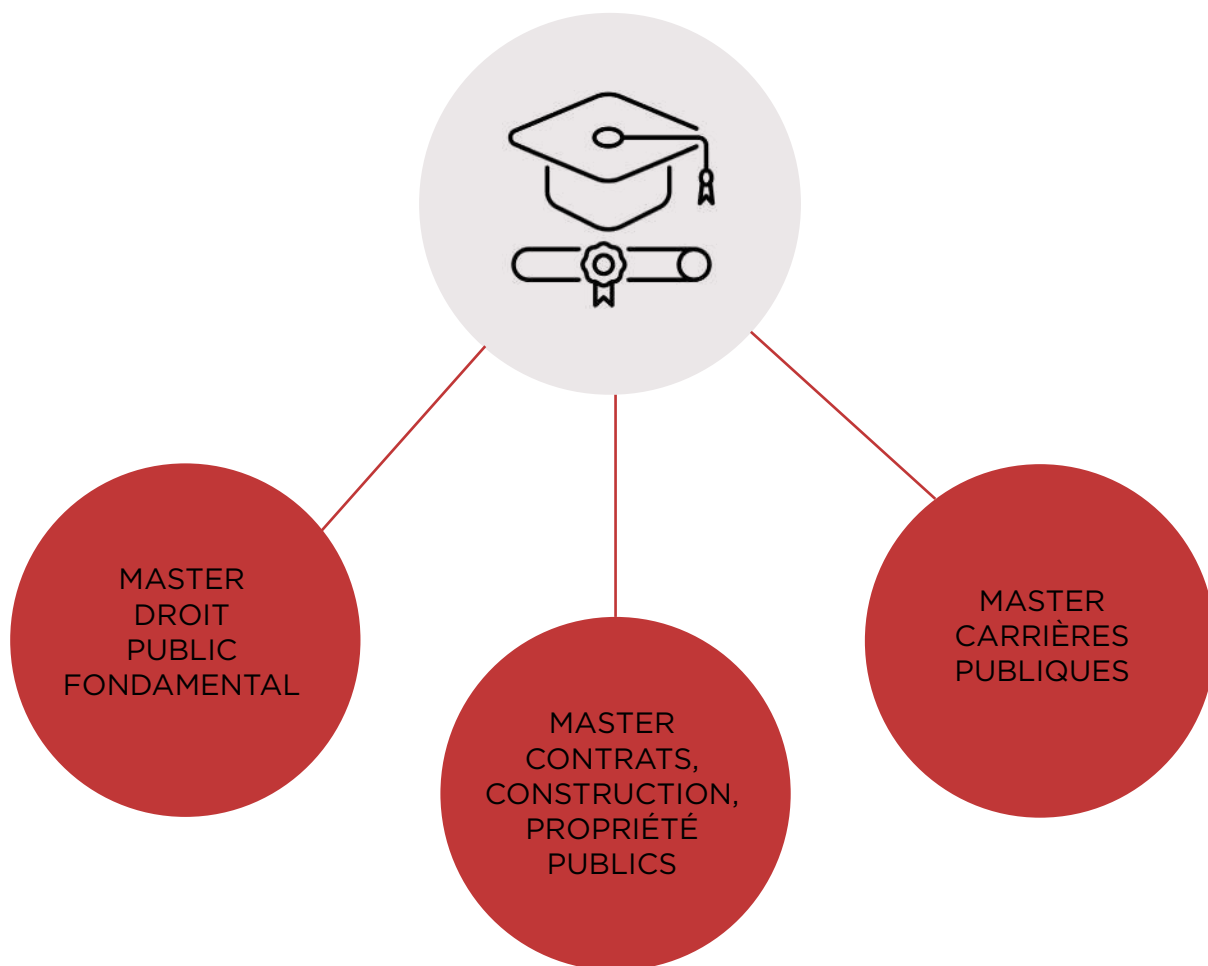 MASTER
DROIT
PUBLIC
FONDAMENTAL
MASTER
CONTRATS,
CONSTRUCTION,
PROPRIÉTÉ
PUBLICS
MASTER
CARRIÈRES
PUBLIQUES